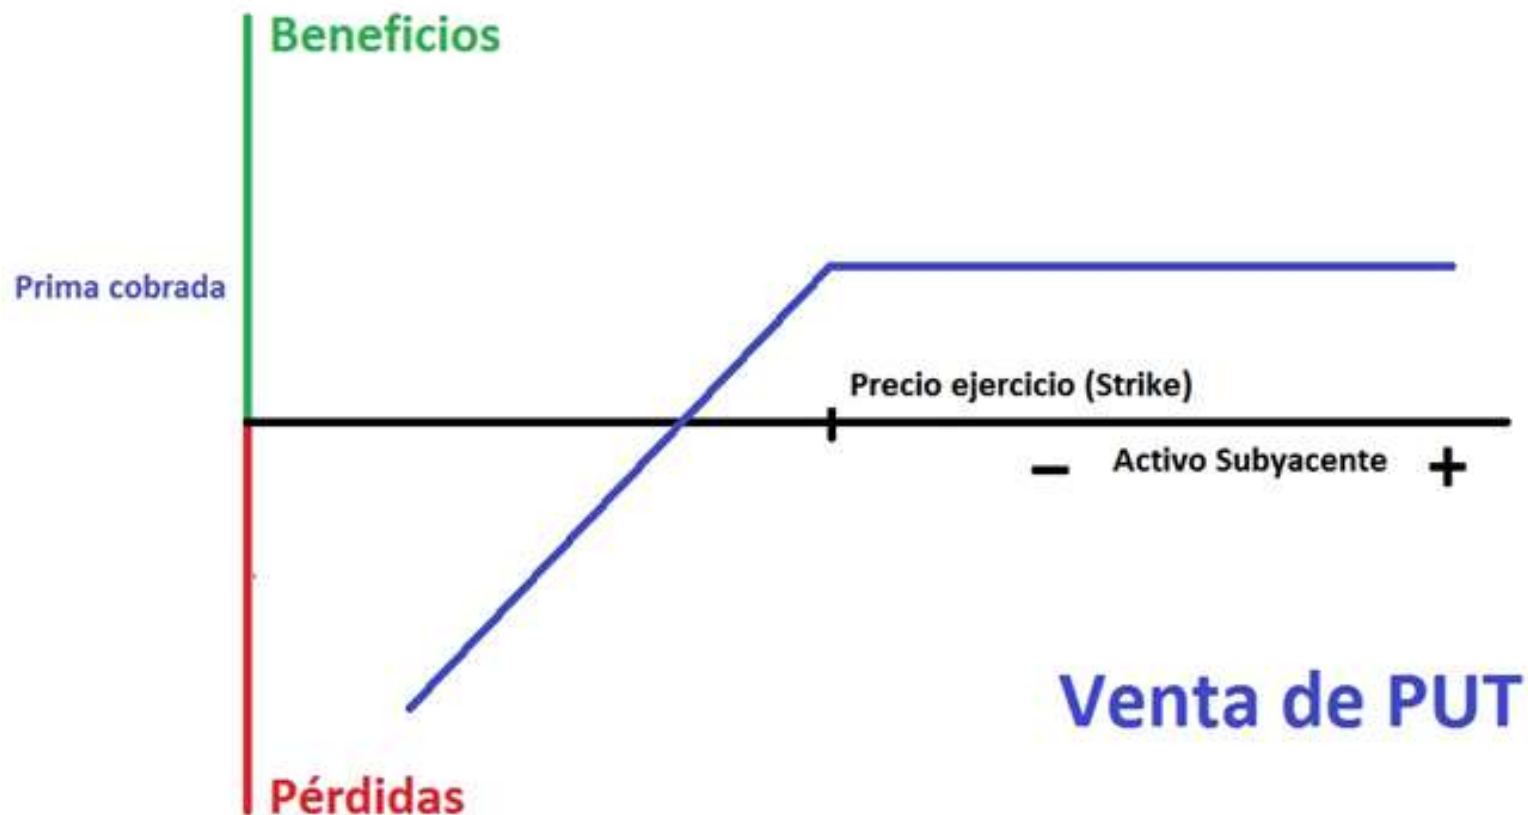 Beneficios
Prima cobrada
Precio ejercicio (Strike)
− Activo Subyacente +
Venta de PUT
Pérdidas